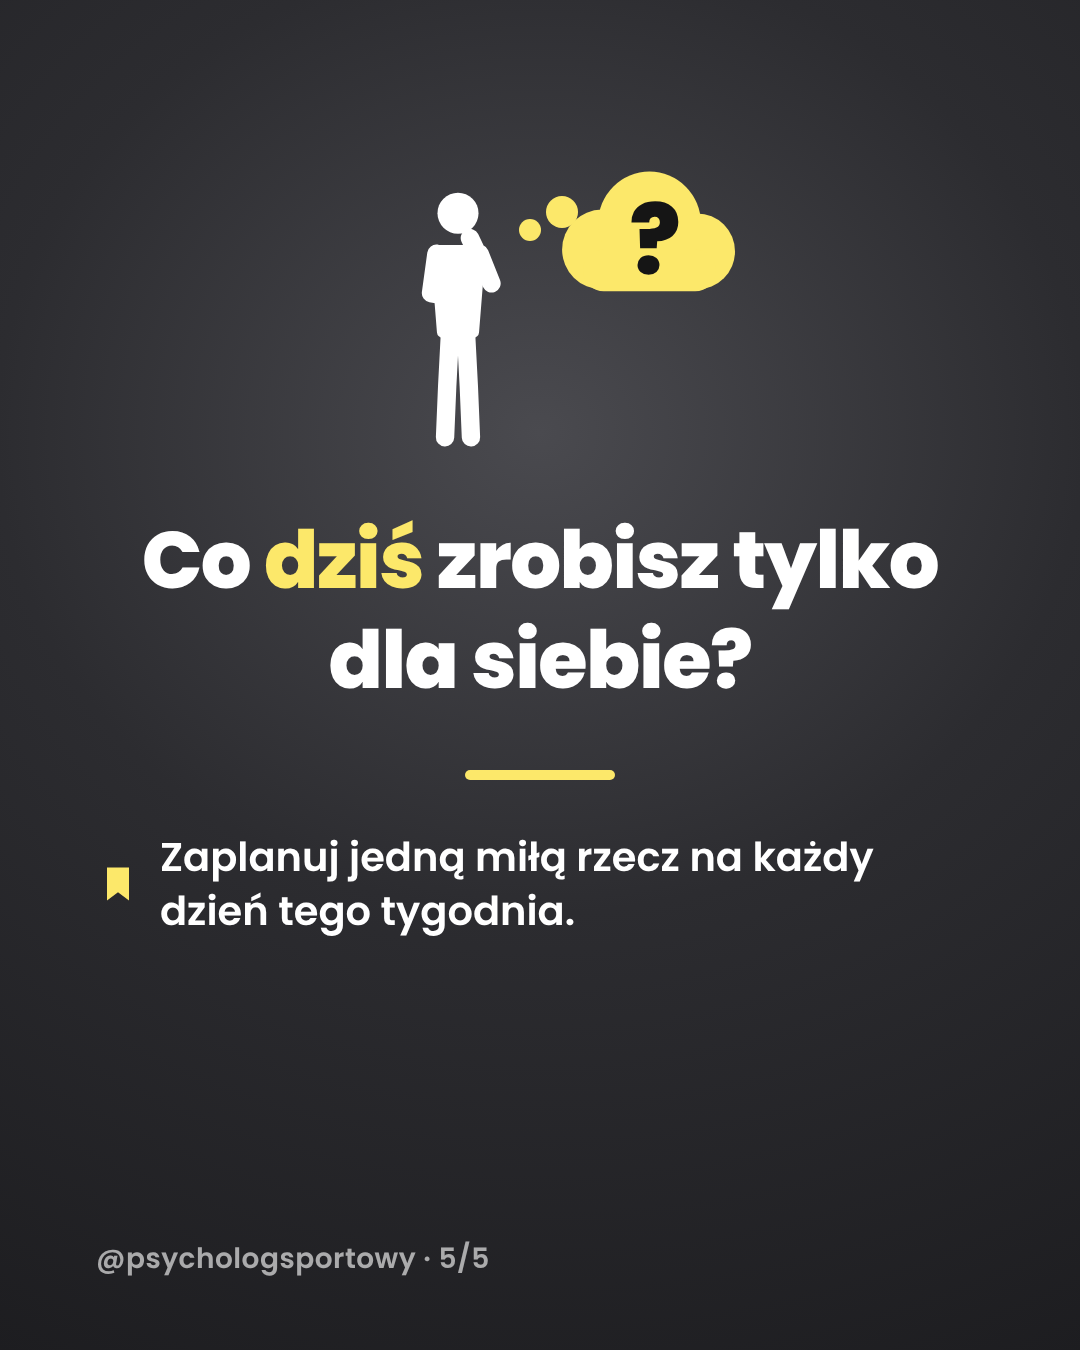 ?
Co dziś zrobisz tylko
dla siebie?
Zaplanuj jedną miłą rzecz na każdy
dzień tego tygodnia.
@psychologsportowy · 5/5